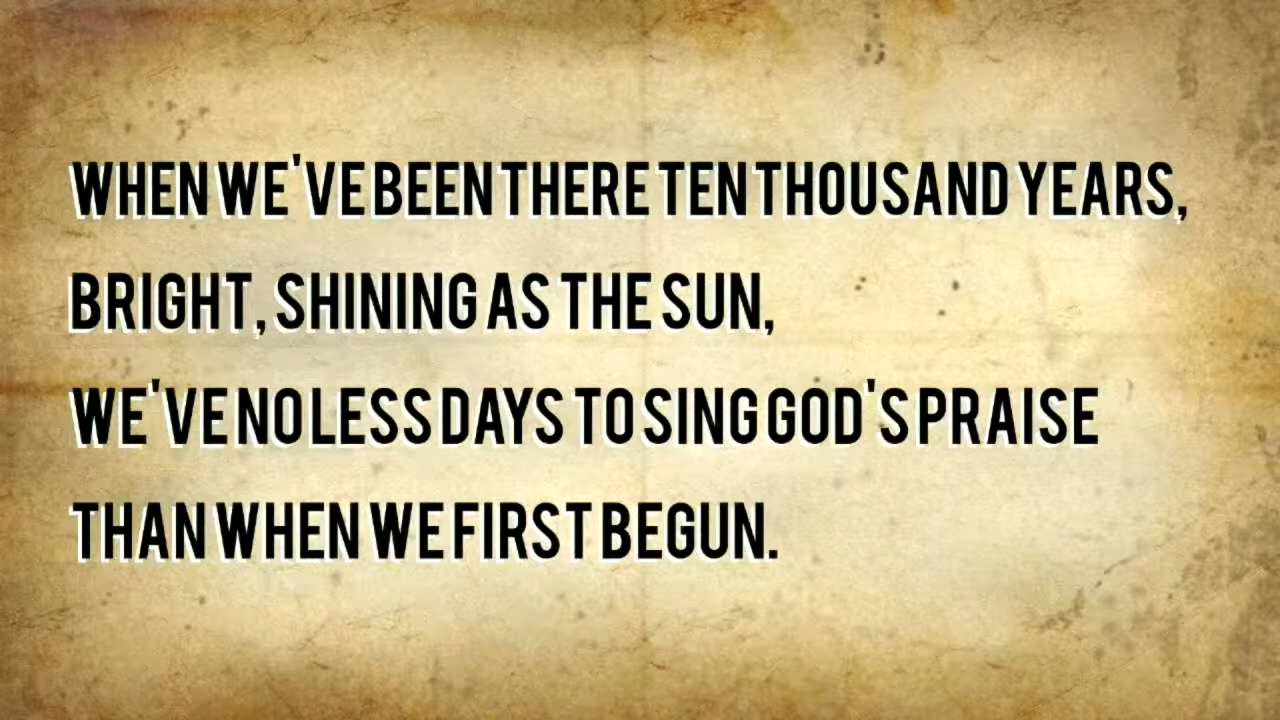 WHEN WE'VE BEEN THERE TEN THOUSAND YEARS,
BRIGHT, SHINING AS THE SUN,
WE'VE NO LESS DAYS TO SING GOD'S PRAISE
THAN WHEN WE FIRST BEGUN.